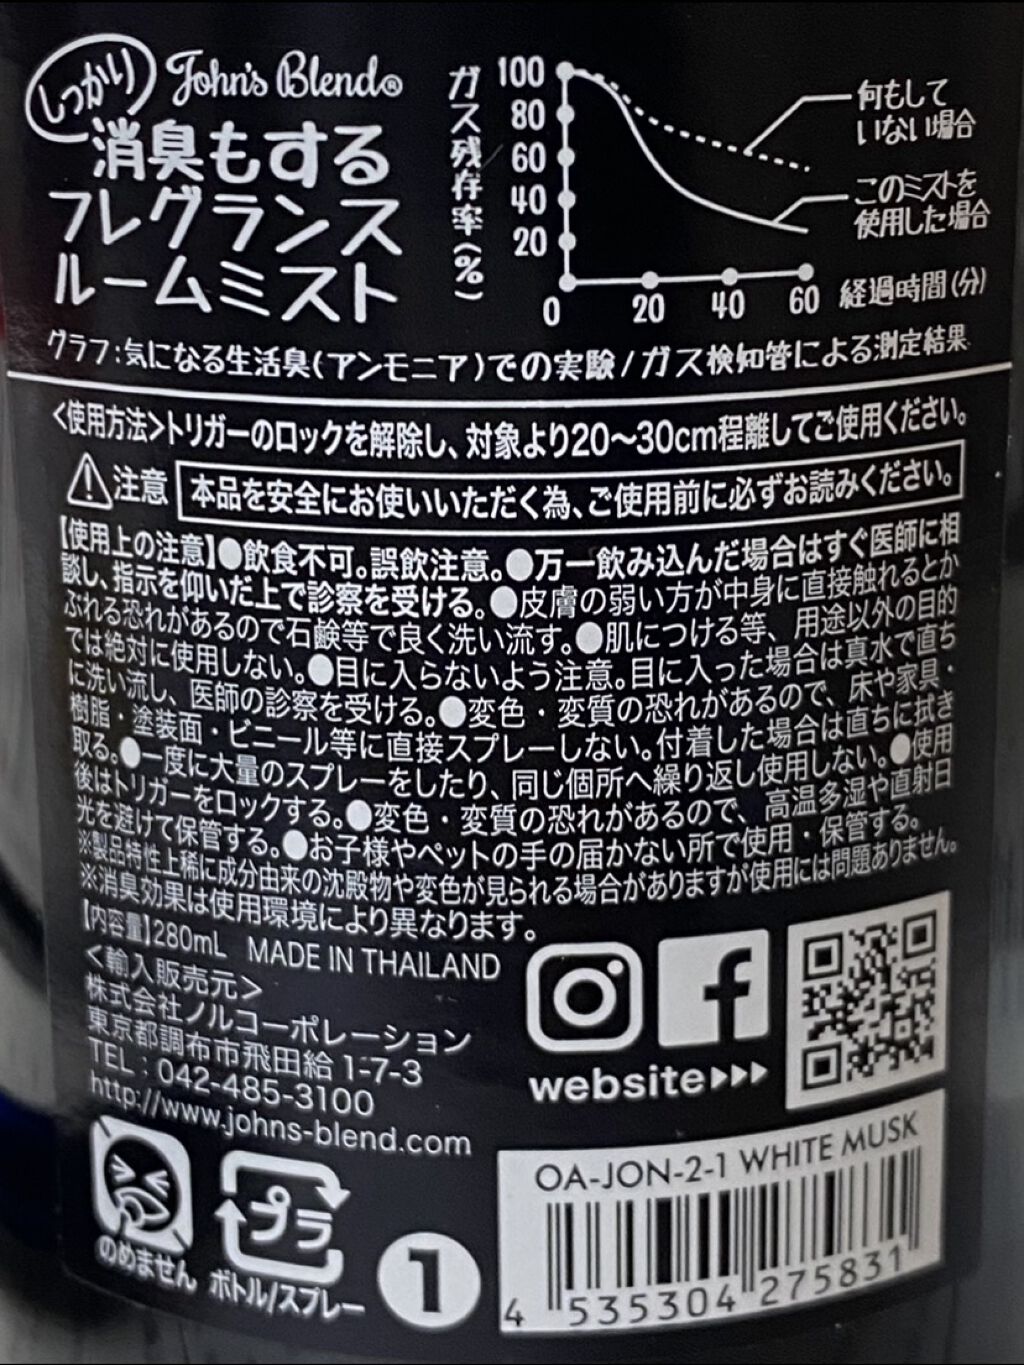 しっかり John's Blend®
消臭もする
フレグランス
ルームミスト
ガス残存率(%)
100
80
60
40
20
0 20 40 60 経過時間(分)
何もして
いない場合
このミストを
使用した場合
グラフ:気になる生活臭(アンモニア)での実験/ガス検知管による測定結果
<使用方法>トリガーのロックを解除し、対象より20〜30cm程離してご使用ください。
注意 本品を安全にお使いいただく為、ご使用前に必ずお読みください。
【使用上の注意】●飲食不可。誤飲注意。●万一飲み込んだ場合はすぐ医師に相
談し、指示を仰いだ上で診察を受ける。●皮膚の弱い方が中身に直接触れるとか
ぶれる恐れがあるので石鹸等で良く洗い流す。●肌につける等、用途以外の目的
では絶対に使用しない。●目に入らないよう注意。目に入った場合は真水で直ち
に洗い流し、医師の診察を受ける。●変色・変質の恐れがあるので、床や家具・
樹脂・塗装面・ビニール等に直接スプレーしない。付着した場合は直ちに拭き
取る。●一度に大量のスプレーをしたり、同じ個所へ繰り返し使用しない。●使用
後はトリガーをロックする。●変色・変質の恐れがあるので、高温多湿や直射日
光を避けて保管する。●お子様やペットの手の届かない所で使用・保管する。
※製品特性上稀に成分由来の沈殿物や変色が見られる場合がありますが使用には問題ありません。
※消臭効果は使用環境により異なります。
【内容量】280mL MADE IN THAILAND
<輸入販売元>
株式会社ノルコーポレーション
東京都調布市飛田給 1-7-3
TEL : 042-485-3100
http://www.johns-blend.com
website▸▸▸
のめません
プラ
ボトル/スプレー
1
OA-JON-2-1 WHITE MUSK
4 535304 275831